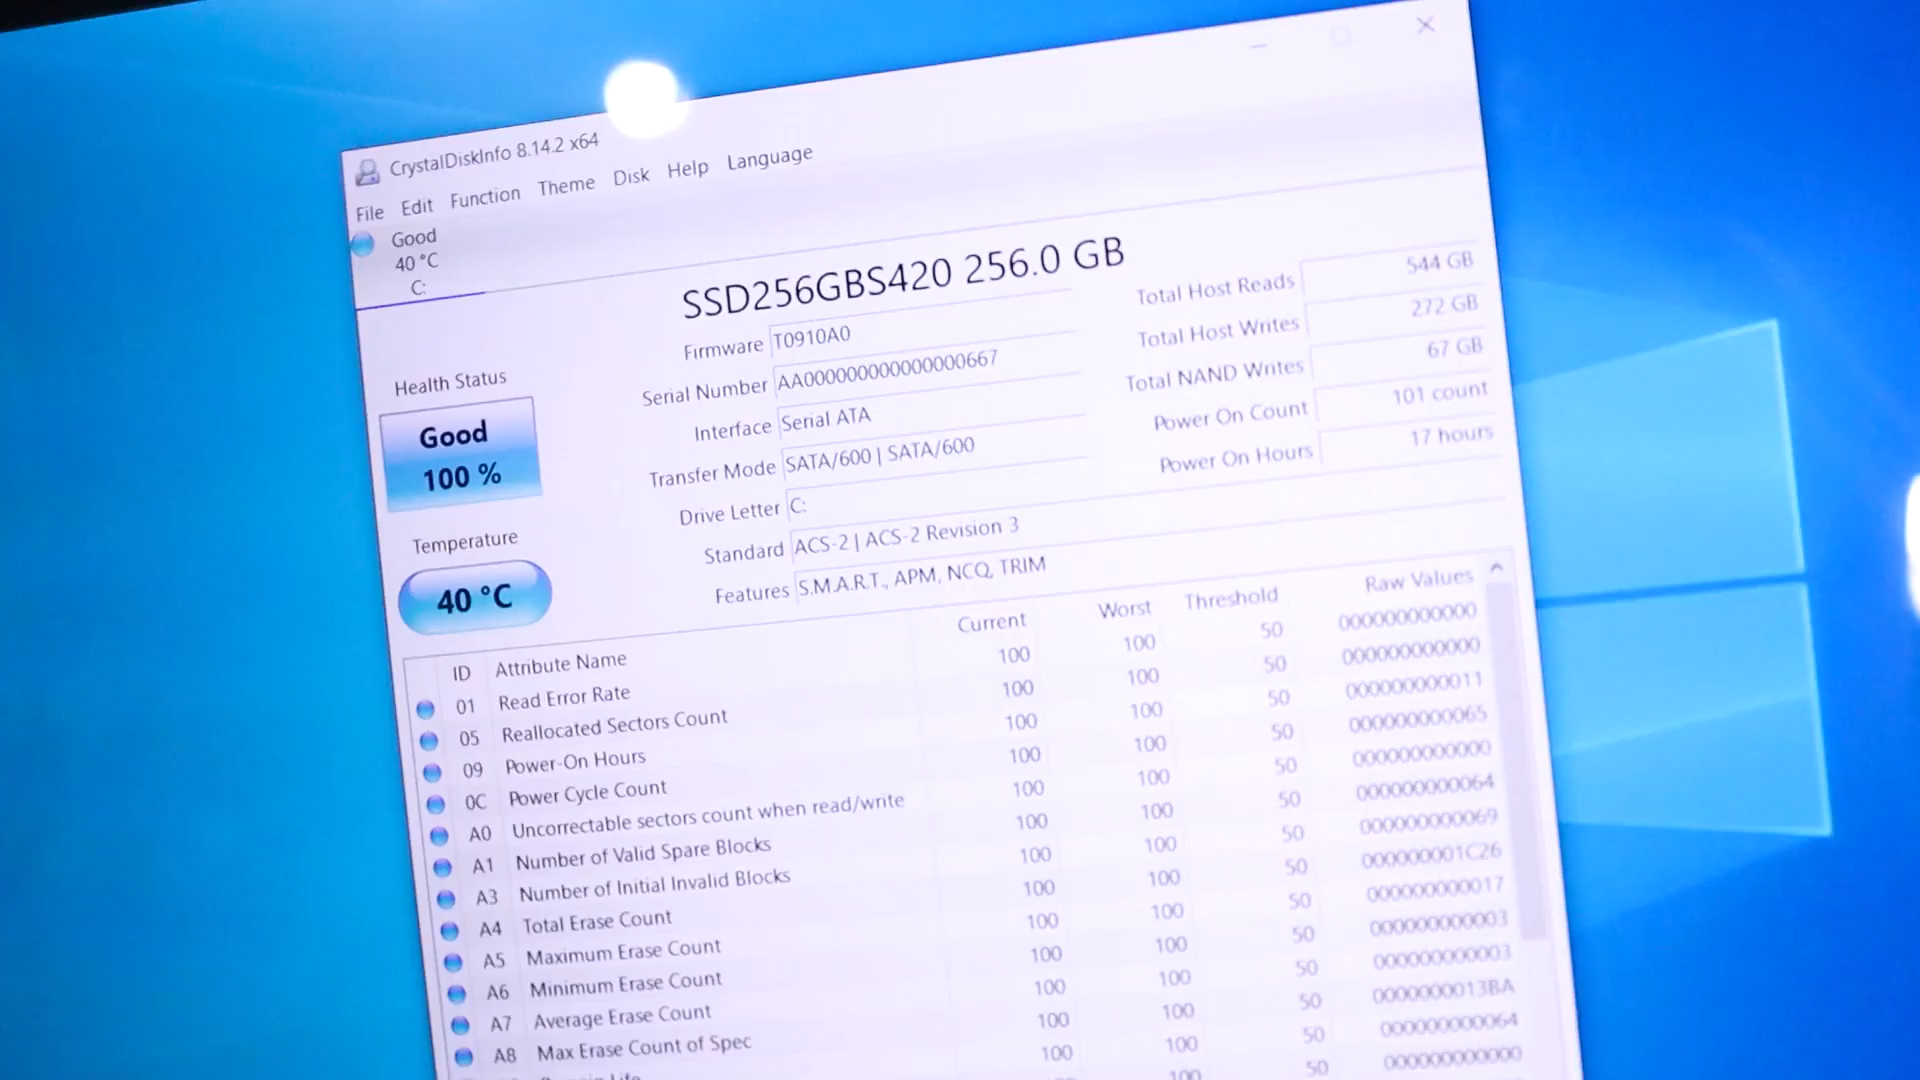 CrystalDiskInfo 8.14.2 x64
File Edit Function Theme Disk Help Language
Good
40 °C
C:
SSD256GBS420 256.0 GB
Firmware T0910A0
Serial Number AA000000000000000667
Interface Serial ATA
Transfer Mode SATA/600 | SATA/600
Drive Letter C:
Standard ACS-2 | ACS-2 Revision 3
Features S.M.A.R.T., APM, NCQ, TRIM
Total Host Reads 544 GB
Total Host Writes 272 GB
Total NAND Writes 67 GB
Power On Count 101 count
Power On Hours 17 hours
Health Status
Good
100 %
Temperature
40 °C
ID Attribute Name Current Worst Threshold Raw Values
01 Read Error Rate 100 100 50 000000000000
05 Reallocated Sectors Count 100 100 50 000000000000
09 Power-On Hours 100 100 50 000000000011
0C Power Cycle Count 100 100 50 000000000065
A0 Uncorrectable sectors count when read/write 100 100 50 000000000000
A1 Number of Valid Spare Blocks 100 100 50 000000000064
A3 Number of Initial Invalid Blocks 100 100 50 000000000069
A4 Total Erase Count 100 100 50 000000001C26
A5 Maximum Erase Count 100 100 50 000000000017
A6 Minimum Erase Count 100 100 50 000000000003
A7 Average Erase Count 100 100 50 000000000003
A8 Max Erase Count of Spec 100 100 50 0000000013BA
100 100 50 000000000064
100 50 000000000000